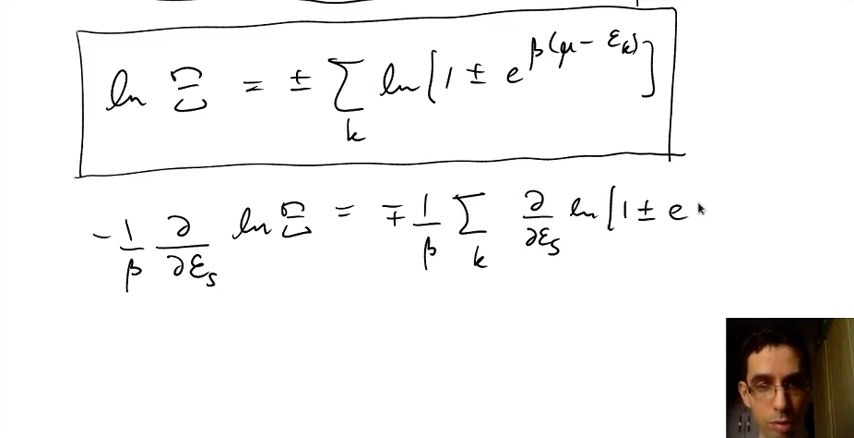 ln Ξ = ± ∑_k ln[1 ± e^{β(μ - ε_k)}]
-1/β ∂/∂ε_s ln Ξ = ∓ 1/β ∑_k ∂/∂ε_s ln[1 ± e